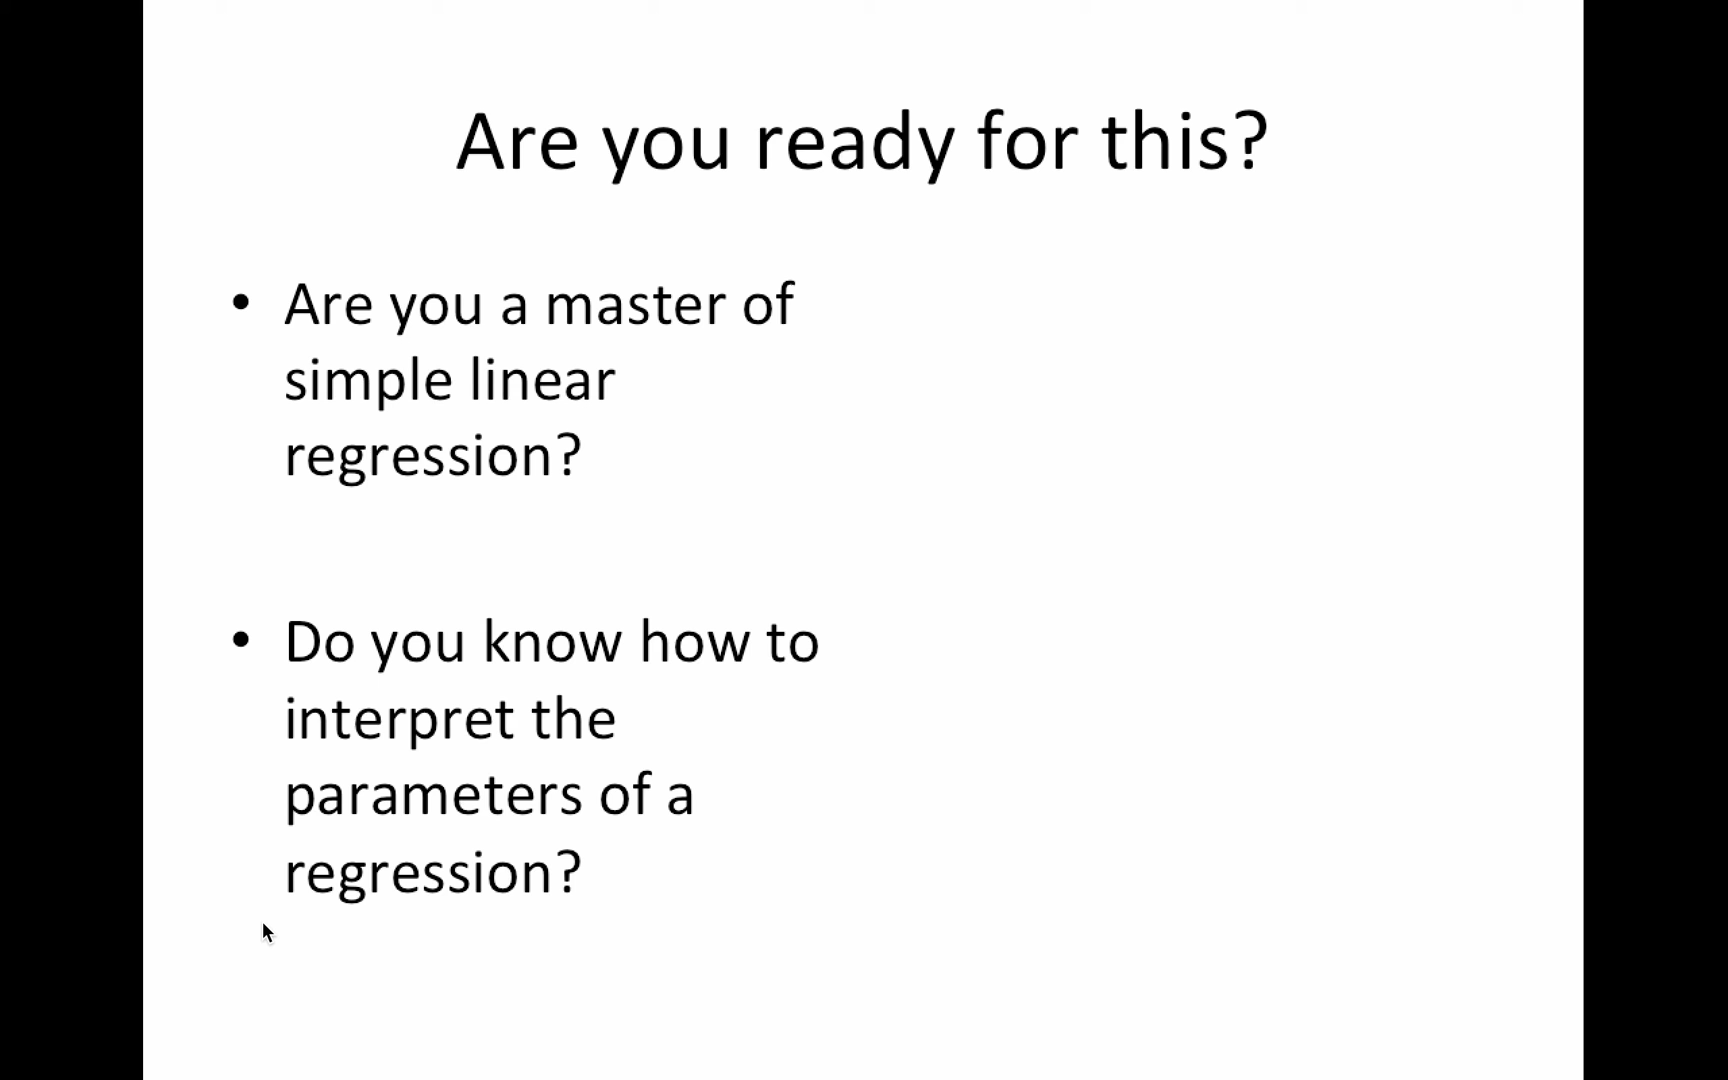 Are you ready for this?
• Are you a master of
simple linear
regression?
• Do you know how to
interpret the
parameters of a
regression?